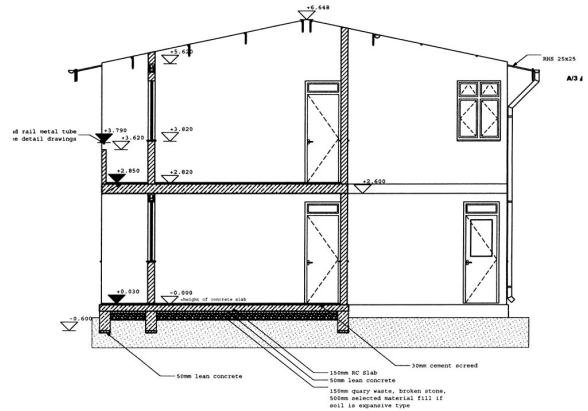 +6.648
+5.620
RHS 25x25
A/3
rail metal tube
detail drawings
+3.790
+3.620
+3.820
+2.850
+2.820
+2.600
+0.030
-0.000
+height of concrete slab
-0.600
50mm lean concrete
30mm cement screed
150mm RC Slab
50mm lean concrete
150mm quary waste, broken stone,
500mm selected material fill if
soil is expansive type